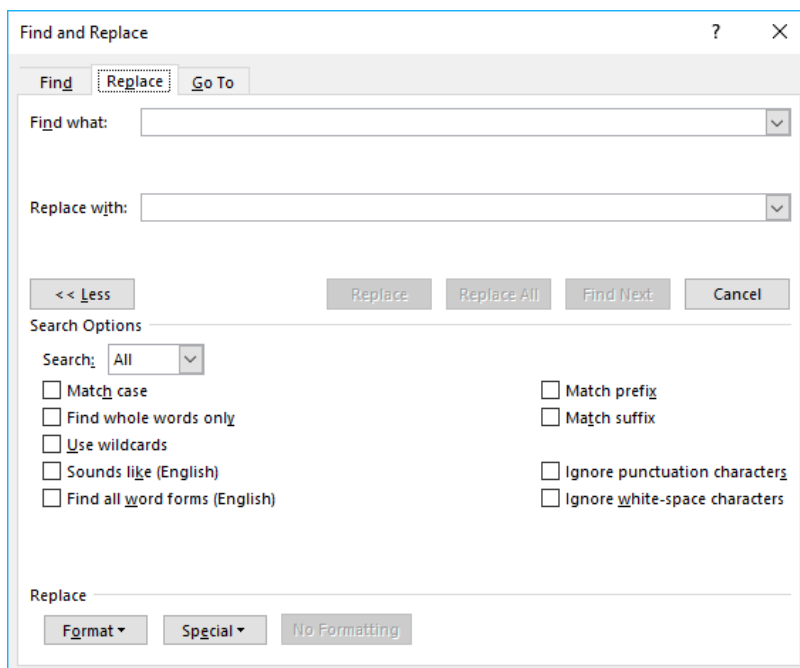 Find and Replace ? ✕
Find Replace Go To
Find what:
Replace with:
<< Less Replace Replace All Find Next Cancel
Search Options
Search: All
Match case Match prefix
Find whole words only Match suffix
Use wildcards
Sounds like (English) Ignore punctuation characters
Find all word forms (English) Ignore white-space characters
Replace
Format Special No Formatting